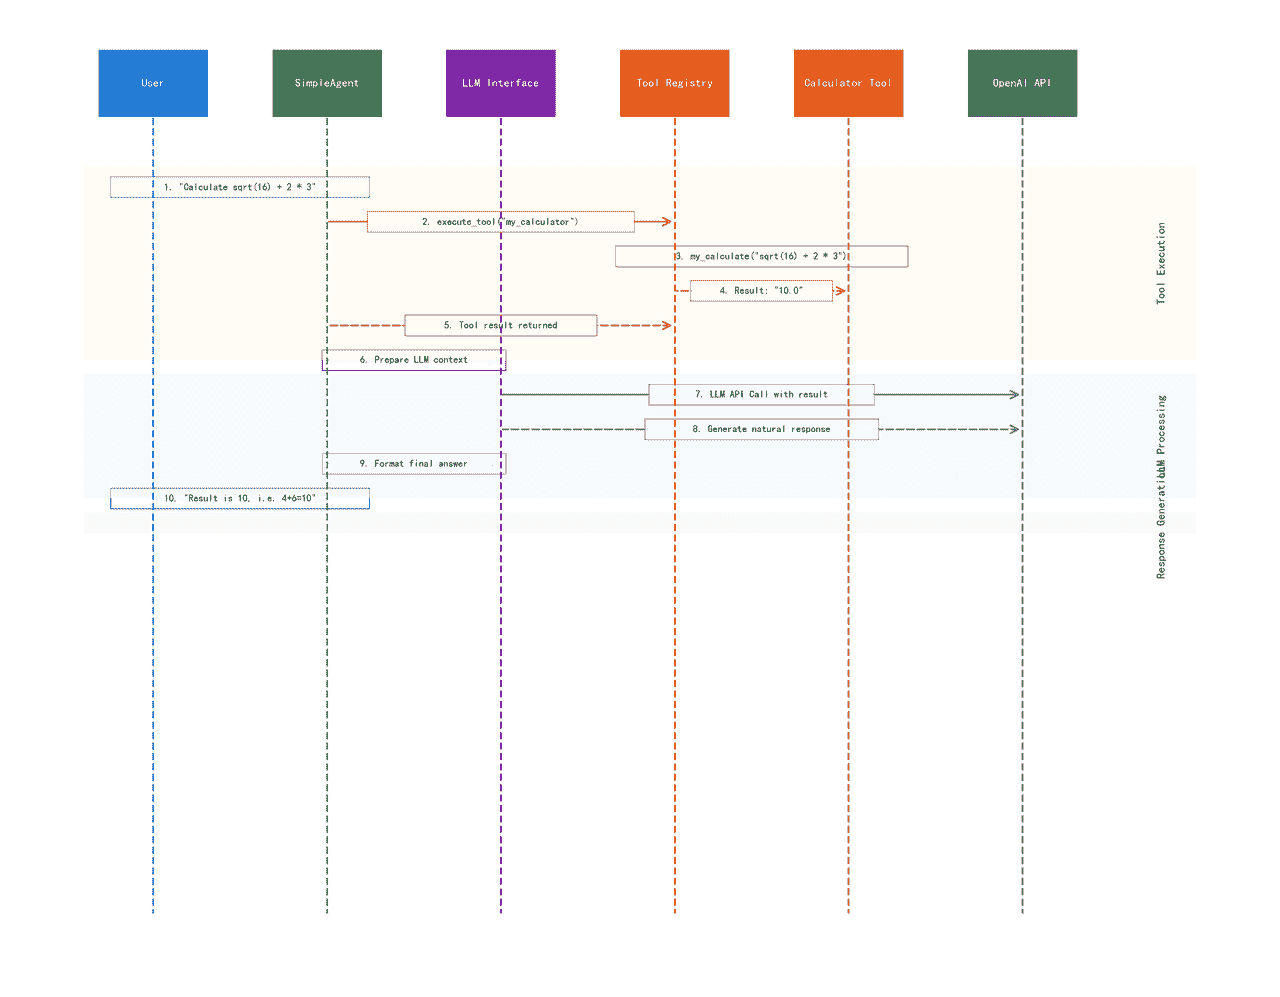 User
SimpleAgent
LLM Interface
Tool Registry
Calculator Tool
OpenAI API
1. "Calculate sqrt(16) + 2 * 3"
2. execute_tool("my_calculator")
3. my_calculate("sqrt(16) + 2 * 3")
4. Result: "10.0"
5. Tool result returned
6. Prepare LLM context
7. LLM API Call with result
8. Generate natural response
9. Format final answer
10. "Result is 10, i.e. 4+6=10"
Tool Execution
LLM Processing
Response Generation